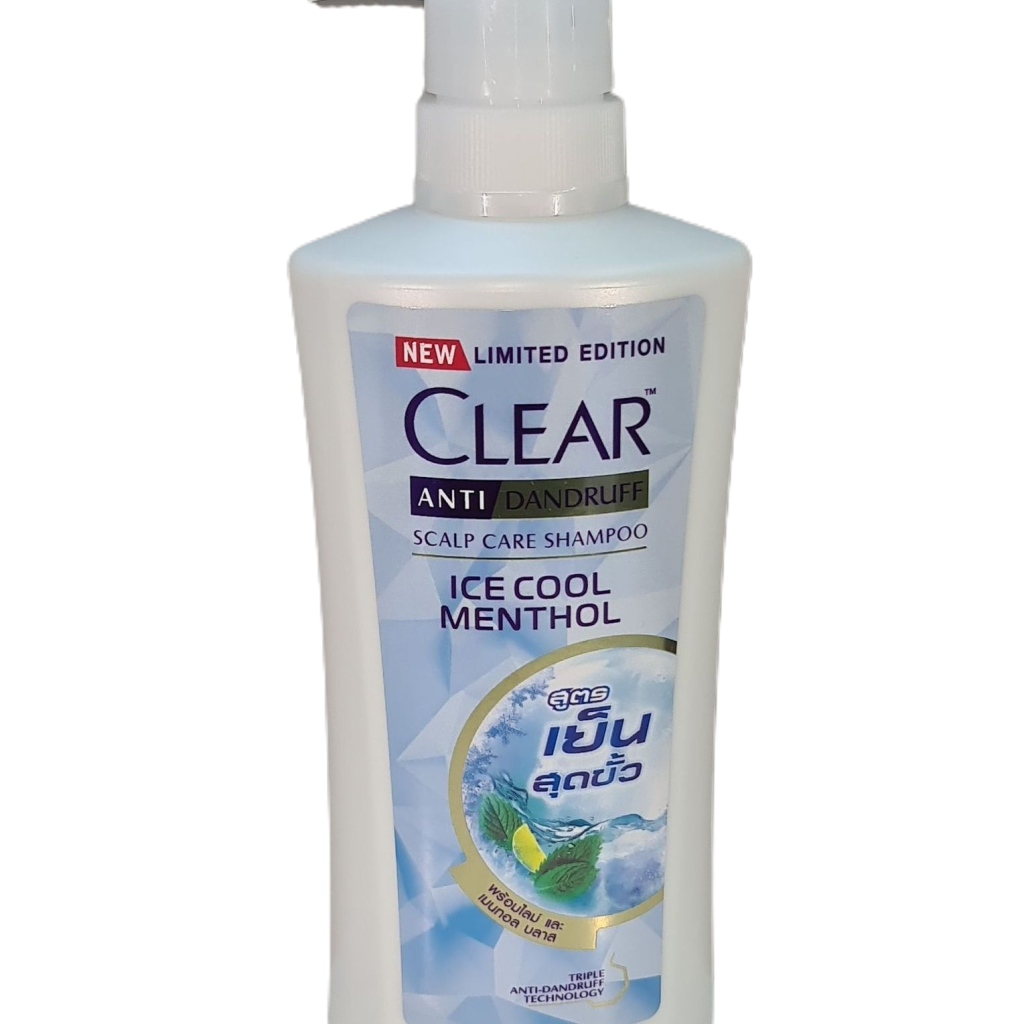 NEW LIMITED EDITION
CLEAR™
ANTI DANDRUFF
SCALP CARE SHAMPOO
ICE COOL
MENTHOL
สูตร
เย็น
สุดขั้ว
พร้อมไลม์ และ
เมนทอล บลาส
TRIPLE
ANTI-DANDRUFF
TECHNOLOGY